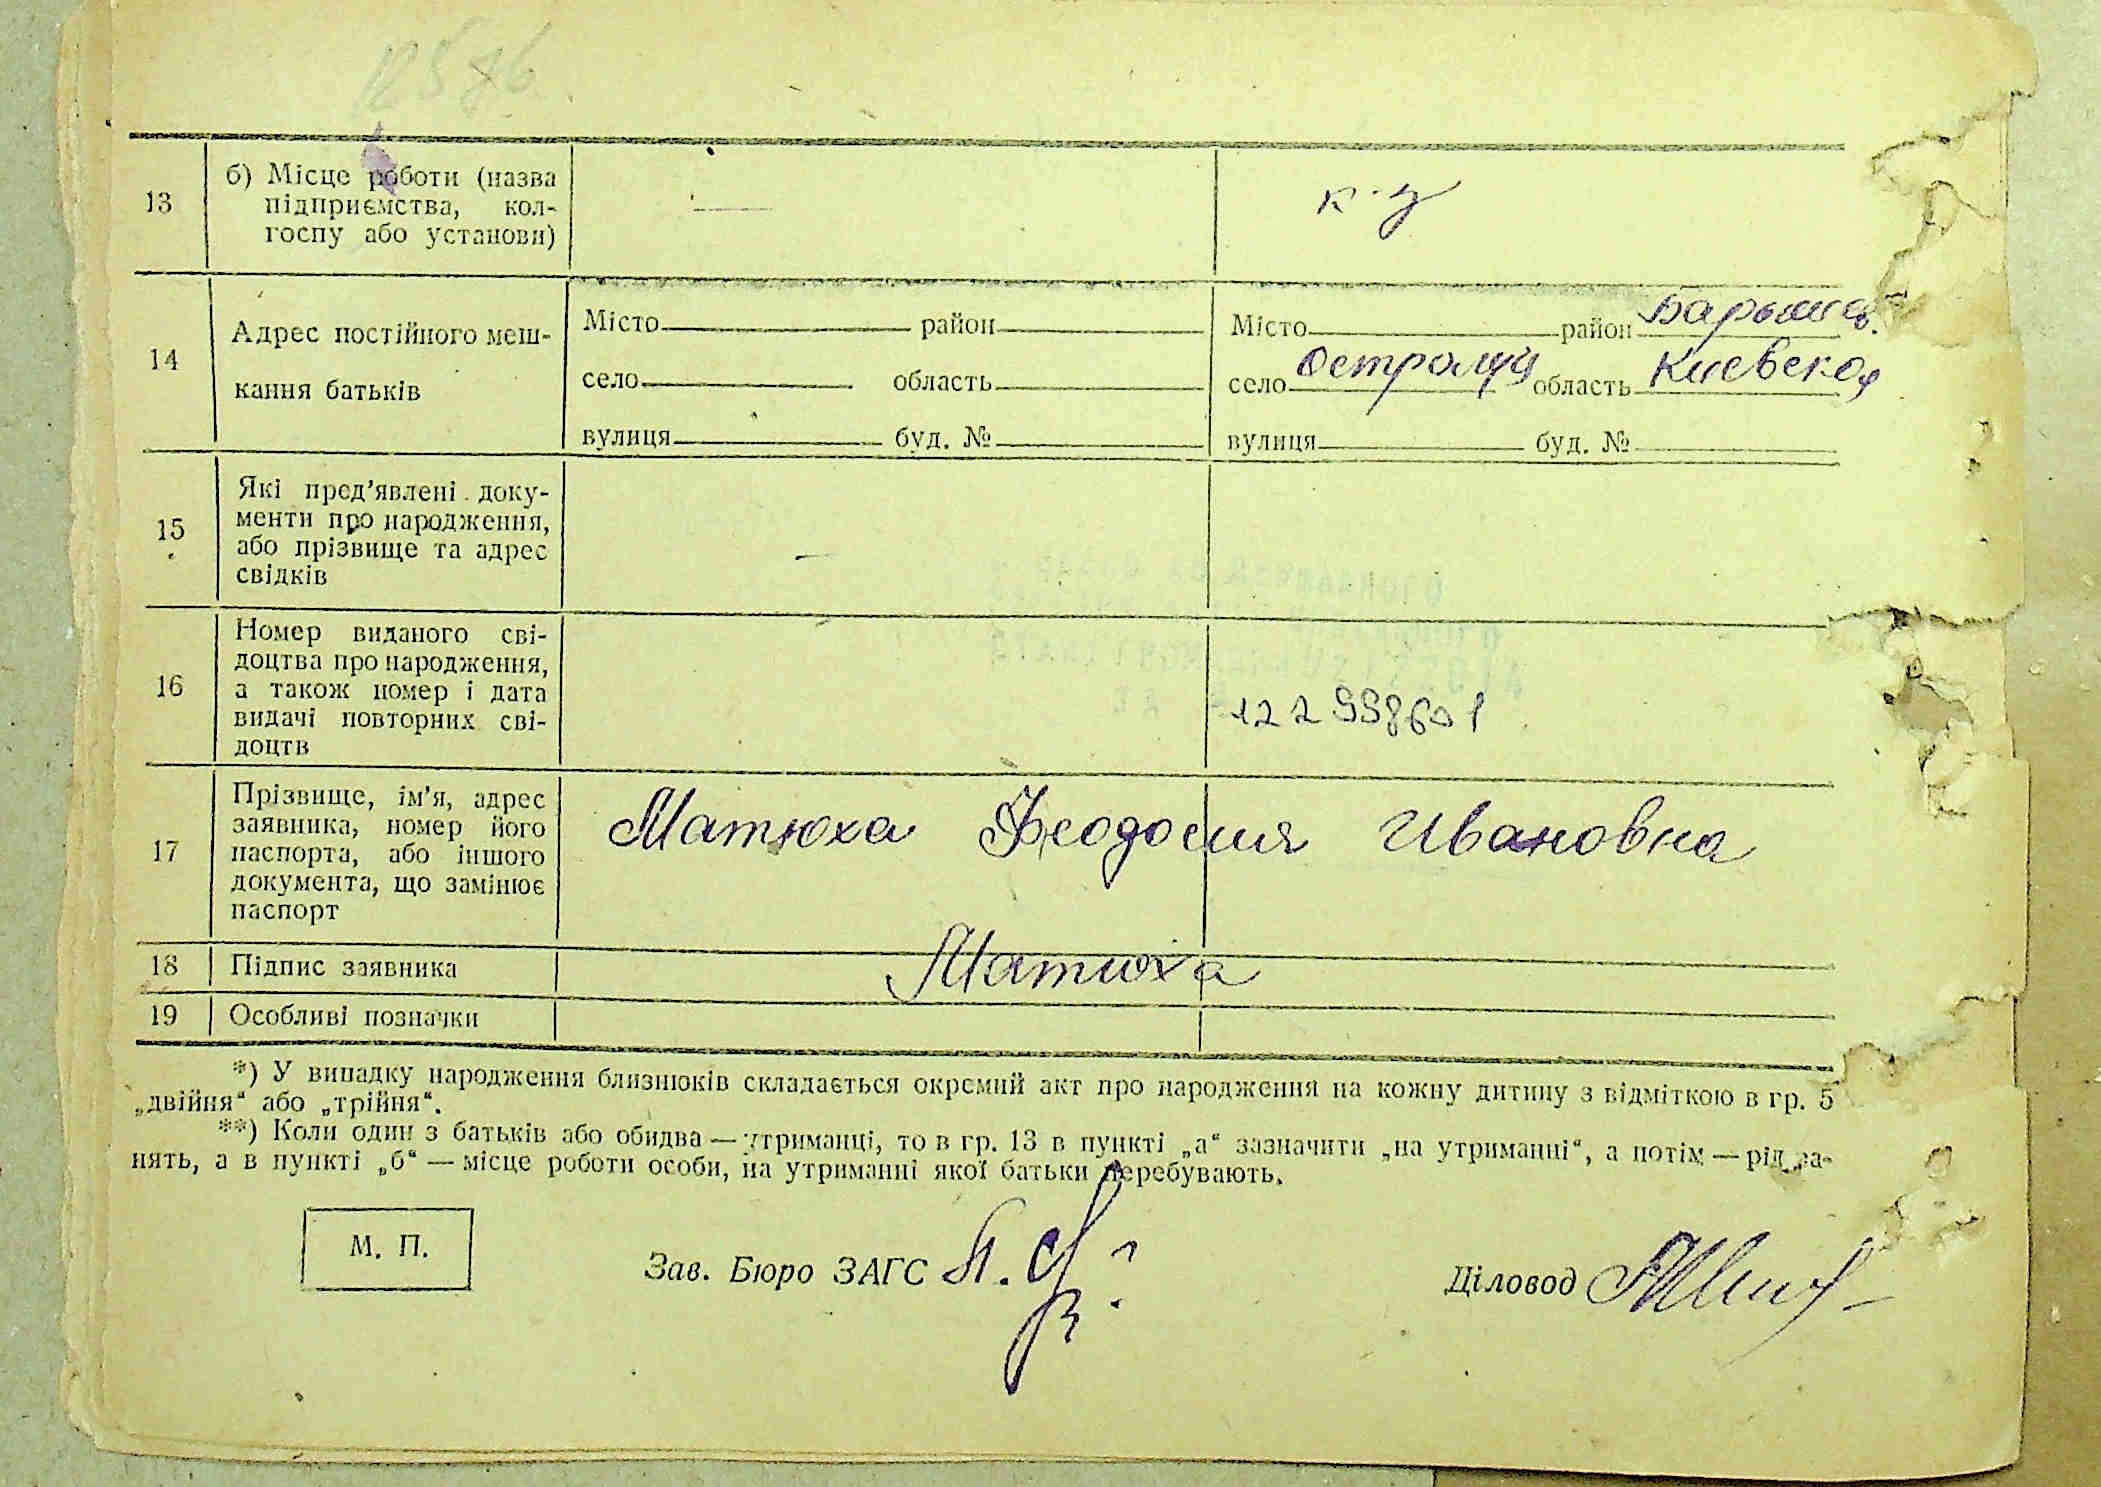 13
б) Місце роботи (назва
підприємства, кол-
госпу або установи)
—
к-з
14
Адрес постійного меш-
кання батьків
Місто район
село область
вулиця буд. №
Місто район Барышев.
село Остролуч область Киевская
вулиця буд. №
15
Які пред'явлені доку-
менти про народження,
або прізвище та адрес
свідків
—
16
Номер виданого сві-
доцтва про народження,
а також номер і дата
видачі повторних сві-
доцтв
17
Прізвище, ім'я, адрес
заявника, номер його
паспорта, або іншого
документа, що замінює
паспорт
Матюха Феодосия Ивановна
18
Підпис заявника
Матюха
19
Особливі позначки
*) У випадку народження близнюків складається окремий акт про народження на кожну дитину з відміткою в гр. 5
„двійня“ або „трійня“.
**) Коли один з батьків або обидва — утриманці, то в гр. 13 в пункті „а“ зазначити „на утриманні“, а потім — рід за-
нять, а в пункті „б“ — місце роботи особи, на утриманні якої батьки перебувають.
М. П.
Зав. Бюро ЗАГС
Діловод